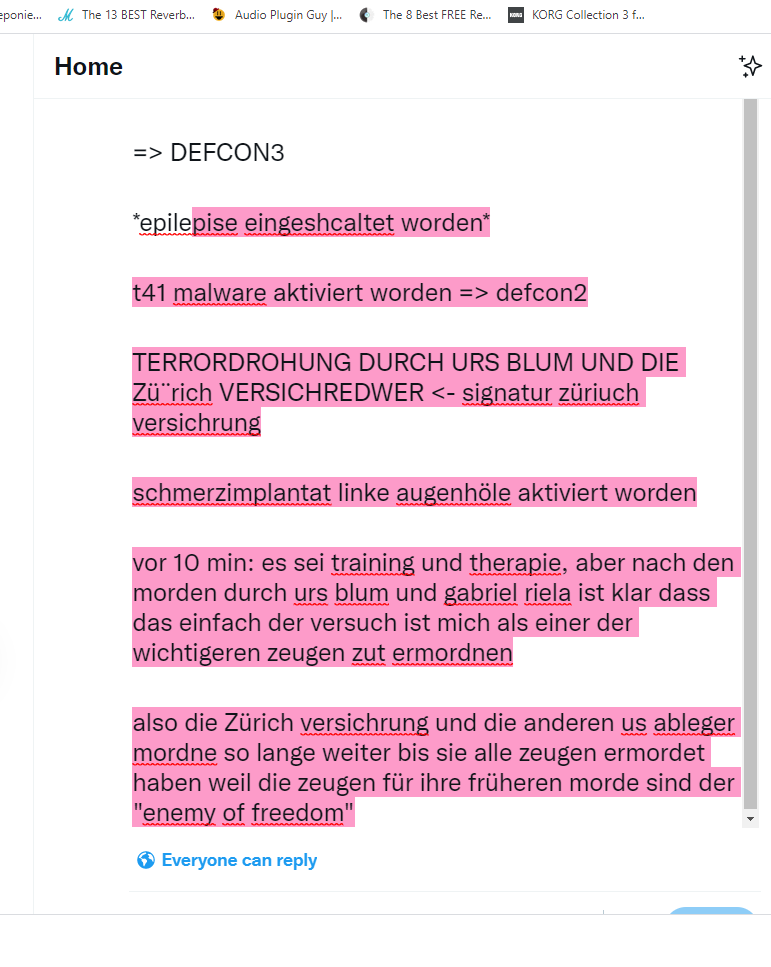 eponie... The 13 BEST Reverb... Audio Plugin Guy |... The 8 Best FREE Re... KORG KORG Collection 3 f...
Home
=> DEFCON3
*epilepise eingeshcaltet worden*
t41 malware aktiviert worden => defcon2
TERRORDROHUNG DURCH URS BLUM UND DIE
Zü¨rich VERSICHREDWER <- signatur züriuch
versichrung
schmerzimplantat linke augenhöle aktiviert worden
vor 10 min: es sei training und therapie, aber nach den
morden durch urs blum und gabriel riela ist klar dass
das einfach der versuch ist mich als einer der
wichtigeren zeugen zut ermordnen
also die Zürich versichrung und die anderen us ableger
mordne so lange weiter bis sie alle zeugen ermordet
haben weil die zeugen für ihre früheren morde sind der
"enemy of freedom"
Everyone can reply